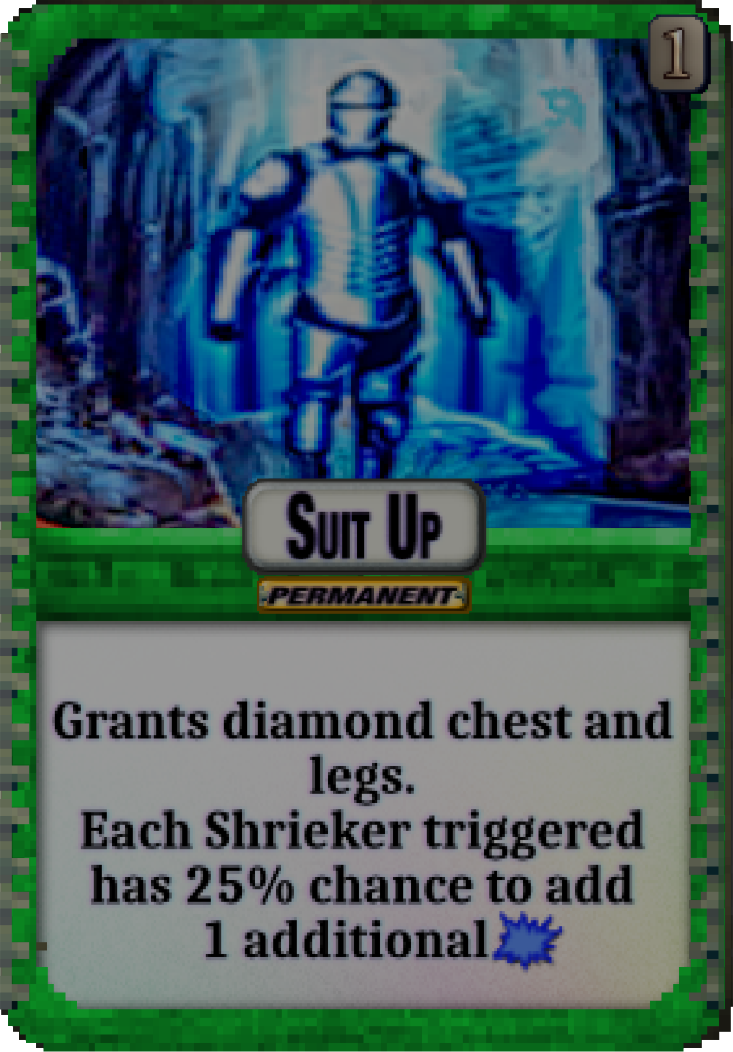 1
Suit Up
PERMANENT
Grants diamond chest and
legs.
Each Shrieker triggered
has 25% chance to add
1 additional